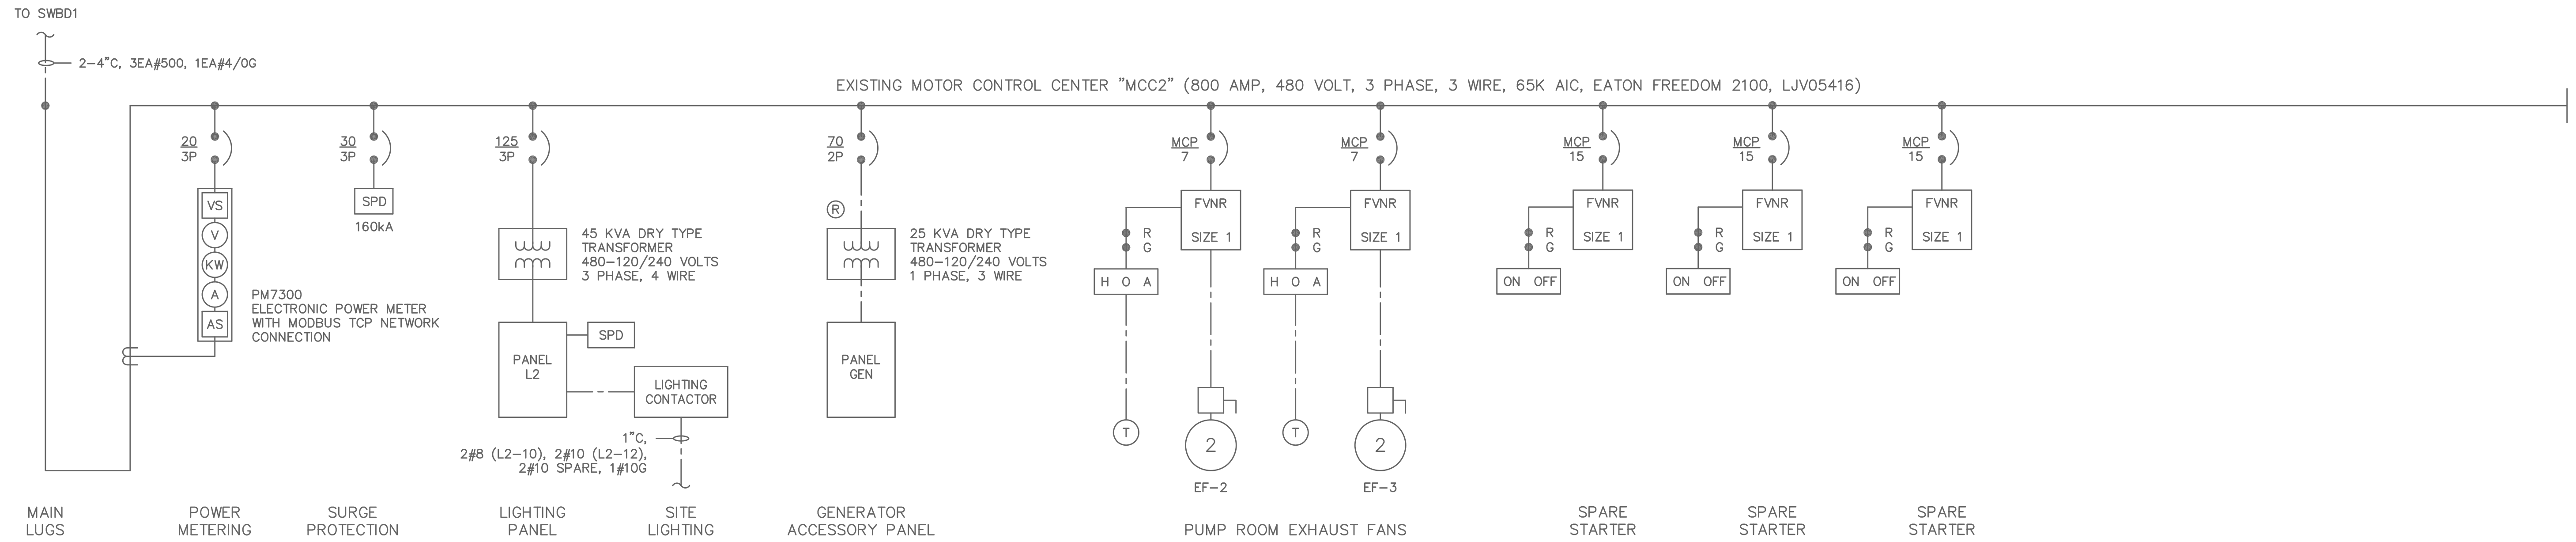 TO SWBD1
2-4"C, 3EA#500, 1EA#4/0G
EXISTING MOTOR CONTROL CENTER "MCC2" (800 AMP, 480 VOLT, 3 PHASE, 3 WIRE, 65K AIC, EATON FREEDOM 2100, LJV05416)
20
3P
VS
V
KW
A
AS
PM7300
ELECTRONIC POWER METER
WITH MODBUS TCP NETWORK
CONNECTION
30
3P
SPD
160kA
125
3P
45 KVA DRY TYPE
TRANSFORMER
480-120/240 VOLTS
3 PHASE, 4 WIRE
PANEL
L2
SPD
LIGHTING
CONTACTOR
1"C,
2#8 (L2-10), 2#10 (L2-12),
2#10 SPARE, 1#10G
70
2P
R
25 KVA DRY TYPE
TRANSFORMER
480-120/240 VOLTS
1 PHASE, 3 WIRE
PANEL
GEN
MCP
7
FVNR
SIZE 1
R
G
H O A
T
2
EF-2
MCP
7
FVNR
SIZE 1
R
G
H O A
T
2
EF-3
MCP
15
FVNR
SIZE 1
R
G
ON OFF
MCP
15
FVNR
SIZE 1
R
G
ON OFF
MCP
15
FVNR
SIZE 1
R
G
ON OFF
MAIN
LUGS
POWER
METERING
SURGE
PROTECTION
LIGHTING
PANEL
SITE
LIGHTING
GENERATOR
ACCESSORY PANEL
PUMP ROOM EXHAUST FANS
SPARE
STARTER
SPARE
STARTER
SPARE
STARTER